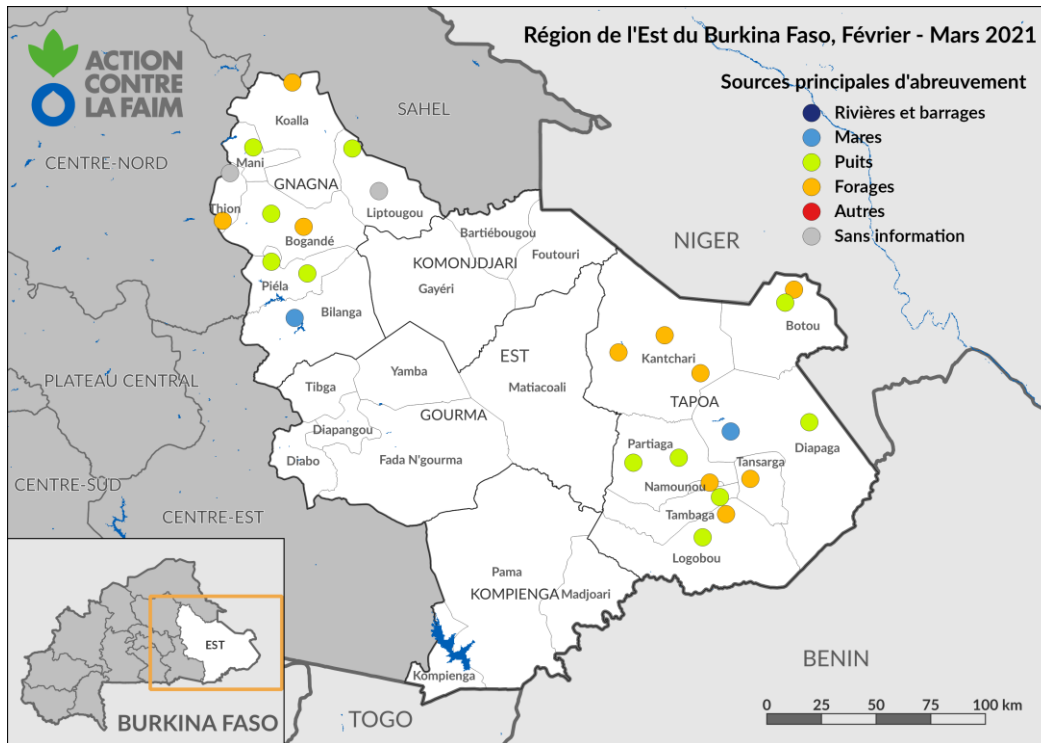 Région de l'Est du Burkina Faso, Février - Mars 2021
ACTION
CONTRE
LA FAIM
Sources principales d'abreuvement
Rivières et barrages
Mares
Puits
Forages
Autres
Sans information
SAHEL
Koalla
CENTRE-NORD
Mani
GNAGNA
Thion
Liptougou
Bogandé
Bartiébougou
NIGER
Foutouri
KOMONJDJARI
Piéla
Gayéri
Bilanga
Botou
EST
Kantchari
PLATEAU CENTRAL
Yamba
Tibga
Matiacoali
TAPOA
GOURMA
Diapangou
Partiaga
Diapaga
Diabo
Fada N'gourma
Tansarga
CENTRE-SUD
Namounou
CENTRE-EST
Tambaga
Logobou
Pama
KOMPIENGA
Madjoari
EST
BENIN
Kompienga
BURKINA FASO
TOGO
0 25 50 75 100 km